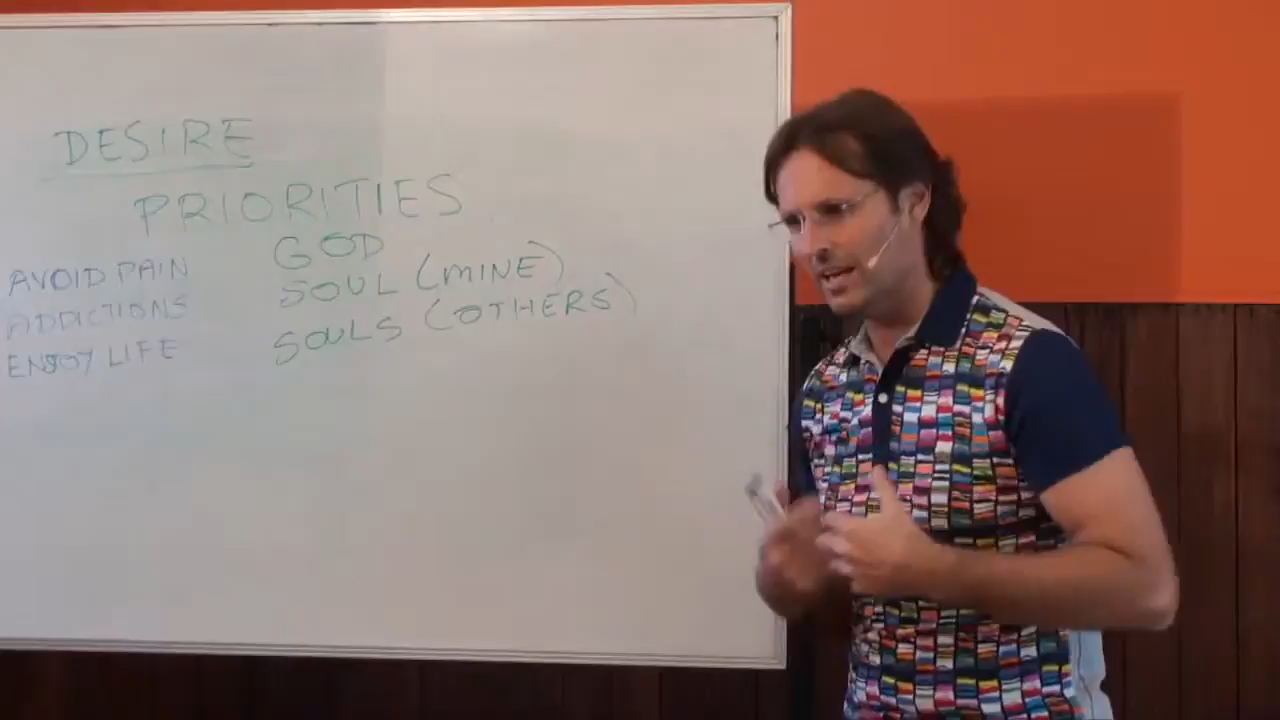 DESIRE
PRIORITIES
GOD
SOUL (MINE)
SOULS (OTHERS)
AVOID PAIN
ADDICTIONS
ENJOY LIFE